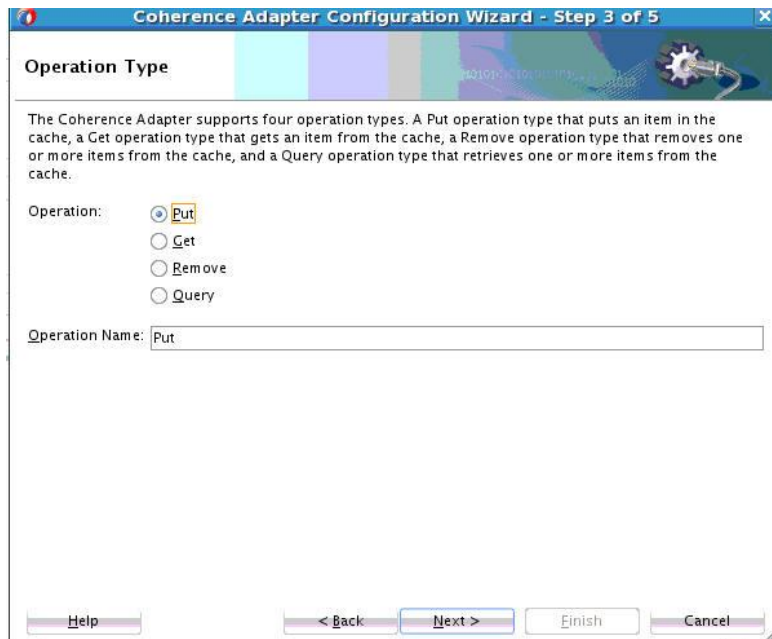 Coherence Adapter Configuration Wizard - Step 3 of 5
Operation Type
The Coherence Adapter supports four operation types. A Put operation type that puts an item in the
cache, a Get operation type that gets an item from the cache, a Remove operation type that removes one
or more items from the cache, and a Query operation type that retrieves one or more items from the
cache.
Operation: Put
Get
Remove
Query
Operation Name: Put
Help < Back Next > Finish Cancel